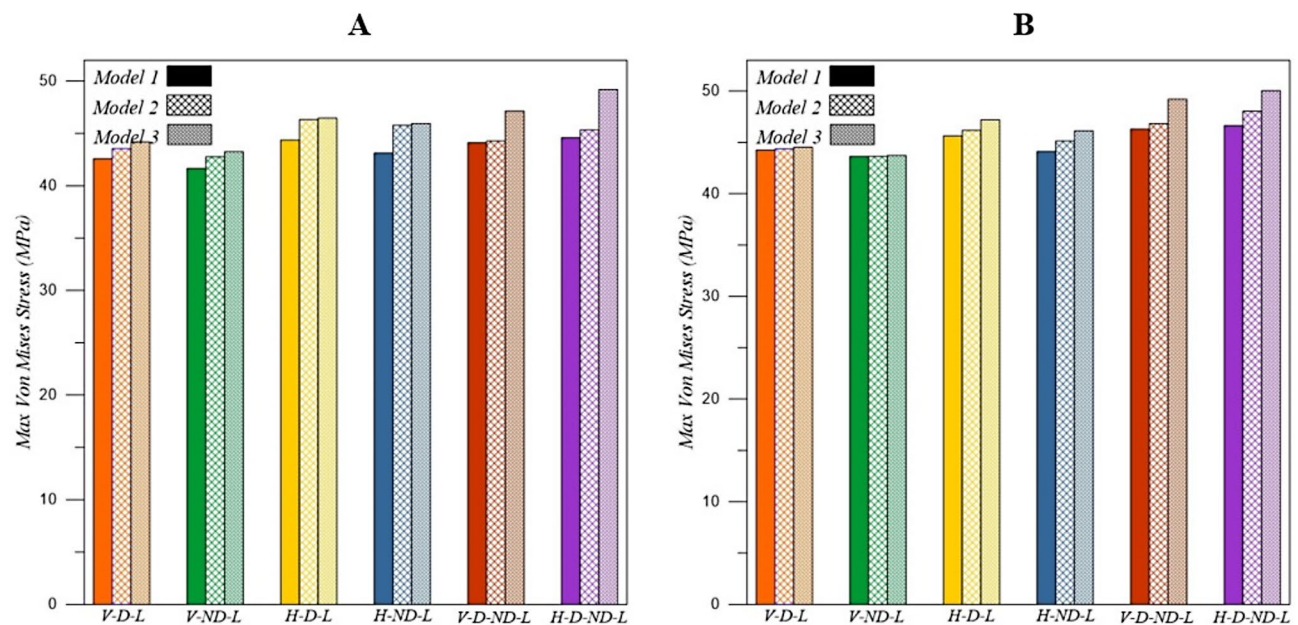 A
Model 1
Model 2
Model 3
50
40
30
20
10
0
Max Von Mises Stress (MPa)
V-D-L V-ND-L H-D-L H-ND-L V-D-ND-L H-D-ND-L
B
Model 1
Model 2
Model 3
50
40
30
20
10
0
Max Von Mises Stress (MPa)
V-D-L V-ND-L H-D-L H-ND-L V-D-ND-L H-D-ND-L